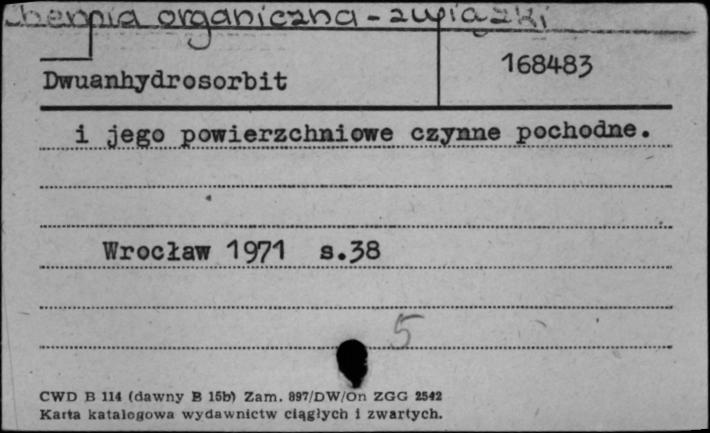 Chemia organiczna - związki
168483
Dwuanhydrosorbit
i jego powierzchniowe czynne pochodne.
Wrocław 1971 s.38
5
CWD B 114 (dawny B 15b) Zam. 897/DW/On ZGG 2542
Karta katalogowa wydawnictw ciągłych i zwartych.